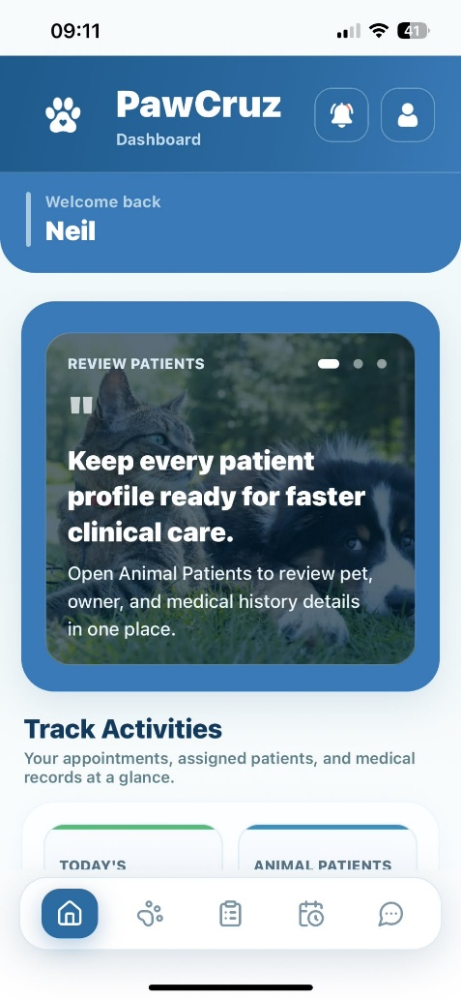 09:11
41
PawCruz
Dashboard
Welcome back
Neil
REVIEW PATIENTS
"
Keep every patient
profile ready for faster
clinical care.
Open Animal Patients to review pet,
owner, and medical history details
in one place.
Track Activities
Your appointments, assigned patients, and medical
records at a glance.
TODAY'S
ANIMAL PATIENTS